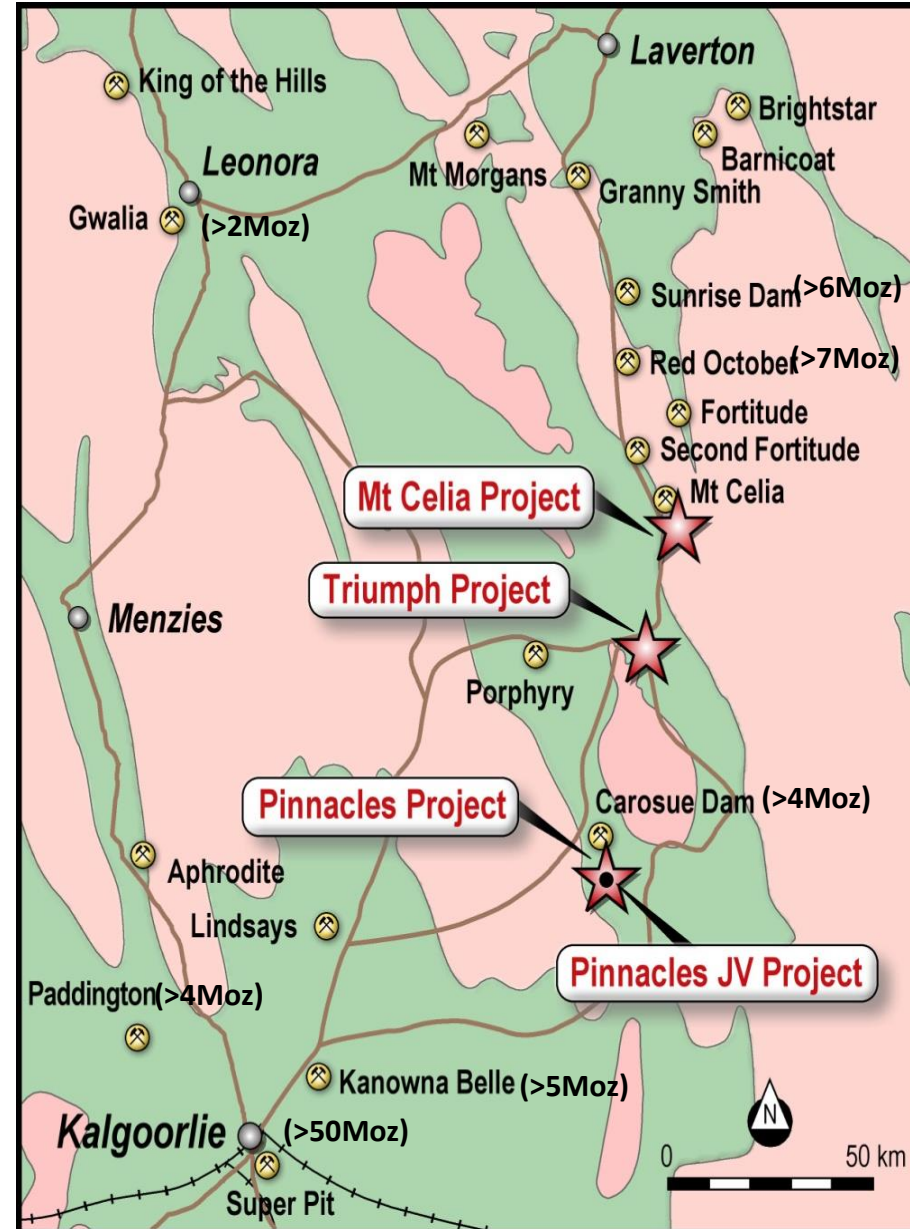 Laverton
King of the Hills
Brightstar
Barnicoat
Leonora
Mt Morgans
Granny Smith
Gwalia
(>2Moz)
Sunrise Dam (>6Moz)
Red October (>7Moz)
Fortitude
Second Fortitude
Mt Celia Project
Mt Celia
Triumph Project
Menzies
Porphyry
Pinnacles Project
Carosue Dam (>4Moz)
Aphrodite
Lindsays
Pinnacles JV Project
Paddington (>4Moz)
Kanowna Belle (>5Moz)
N
Kalgoorlie
(>50Moz)
0 50 km
Super Pit